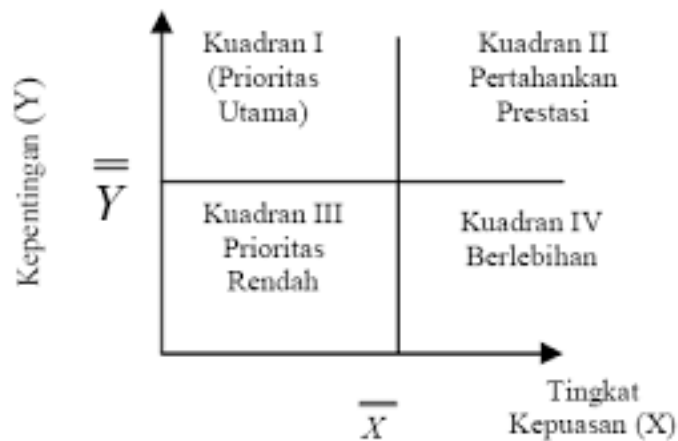 Kuadran I
(Prioritas
Utama)
Kuadran II
Pertahankan
Prestasi
Kepentingan (Y)
Y
Kuadran III
Prioritas
Rendah
Kuadran IV
Berlebihan
X
Tingkat
Kepuasan (X)